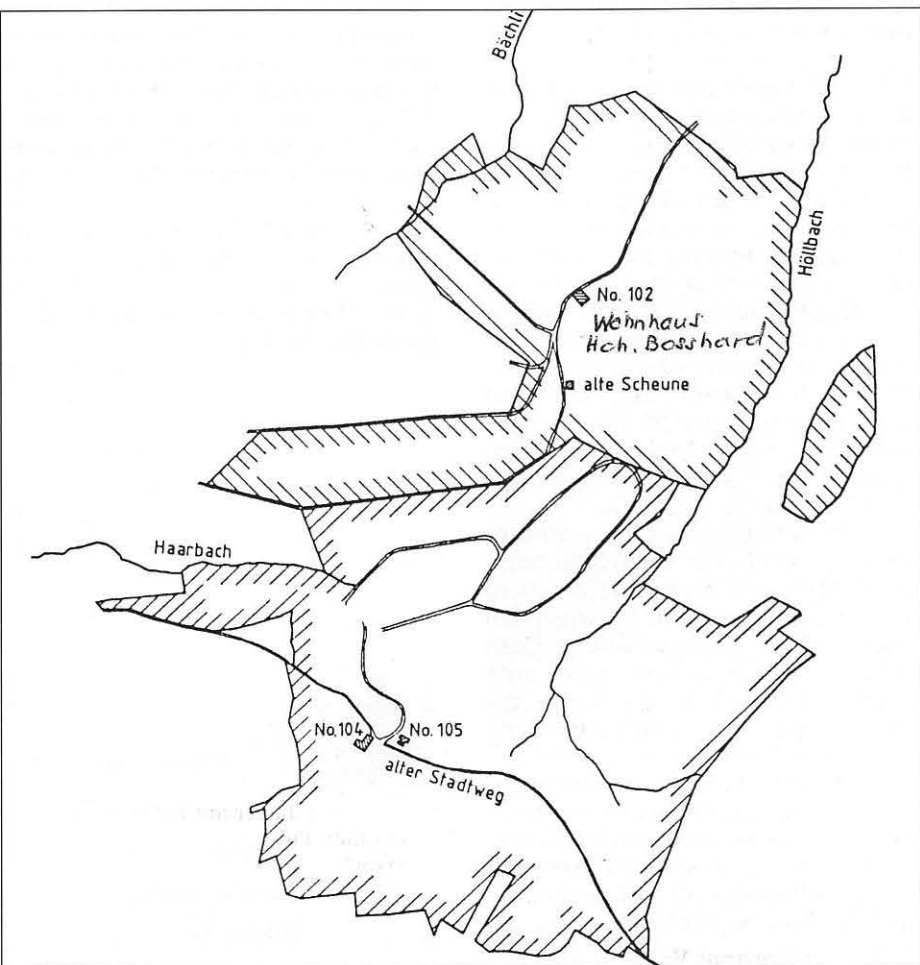 Bächli
Höllbach
No. 102
Wohnhaus
Hch. Bosshard
alte Scheune
Haarbach
No. 104
No. 105
alter Stadtweg